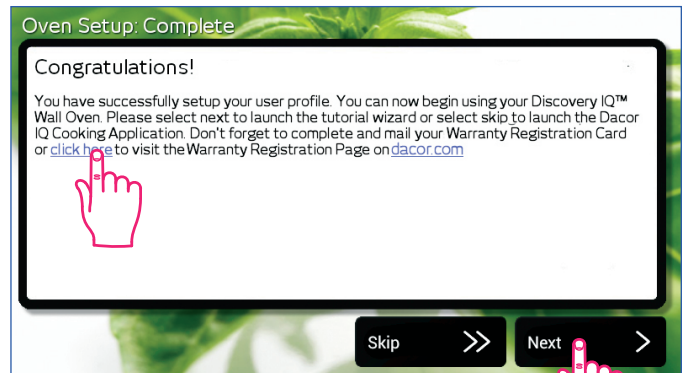 Oven Setup: Complete
Congratulations!
You have successfully setup your user profile. You can now begin using your Discovery IQ™
Wall Oven. Please select next to launch the tutorial wizard or select skip to launch the Dacor
IQ Cooking Application. Don't forget to complete and mail your Warranty Registration Card
or click here to visit the Warranty Registration Page on dacor.com
Skip
Next